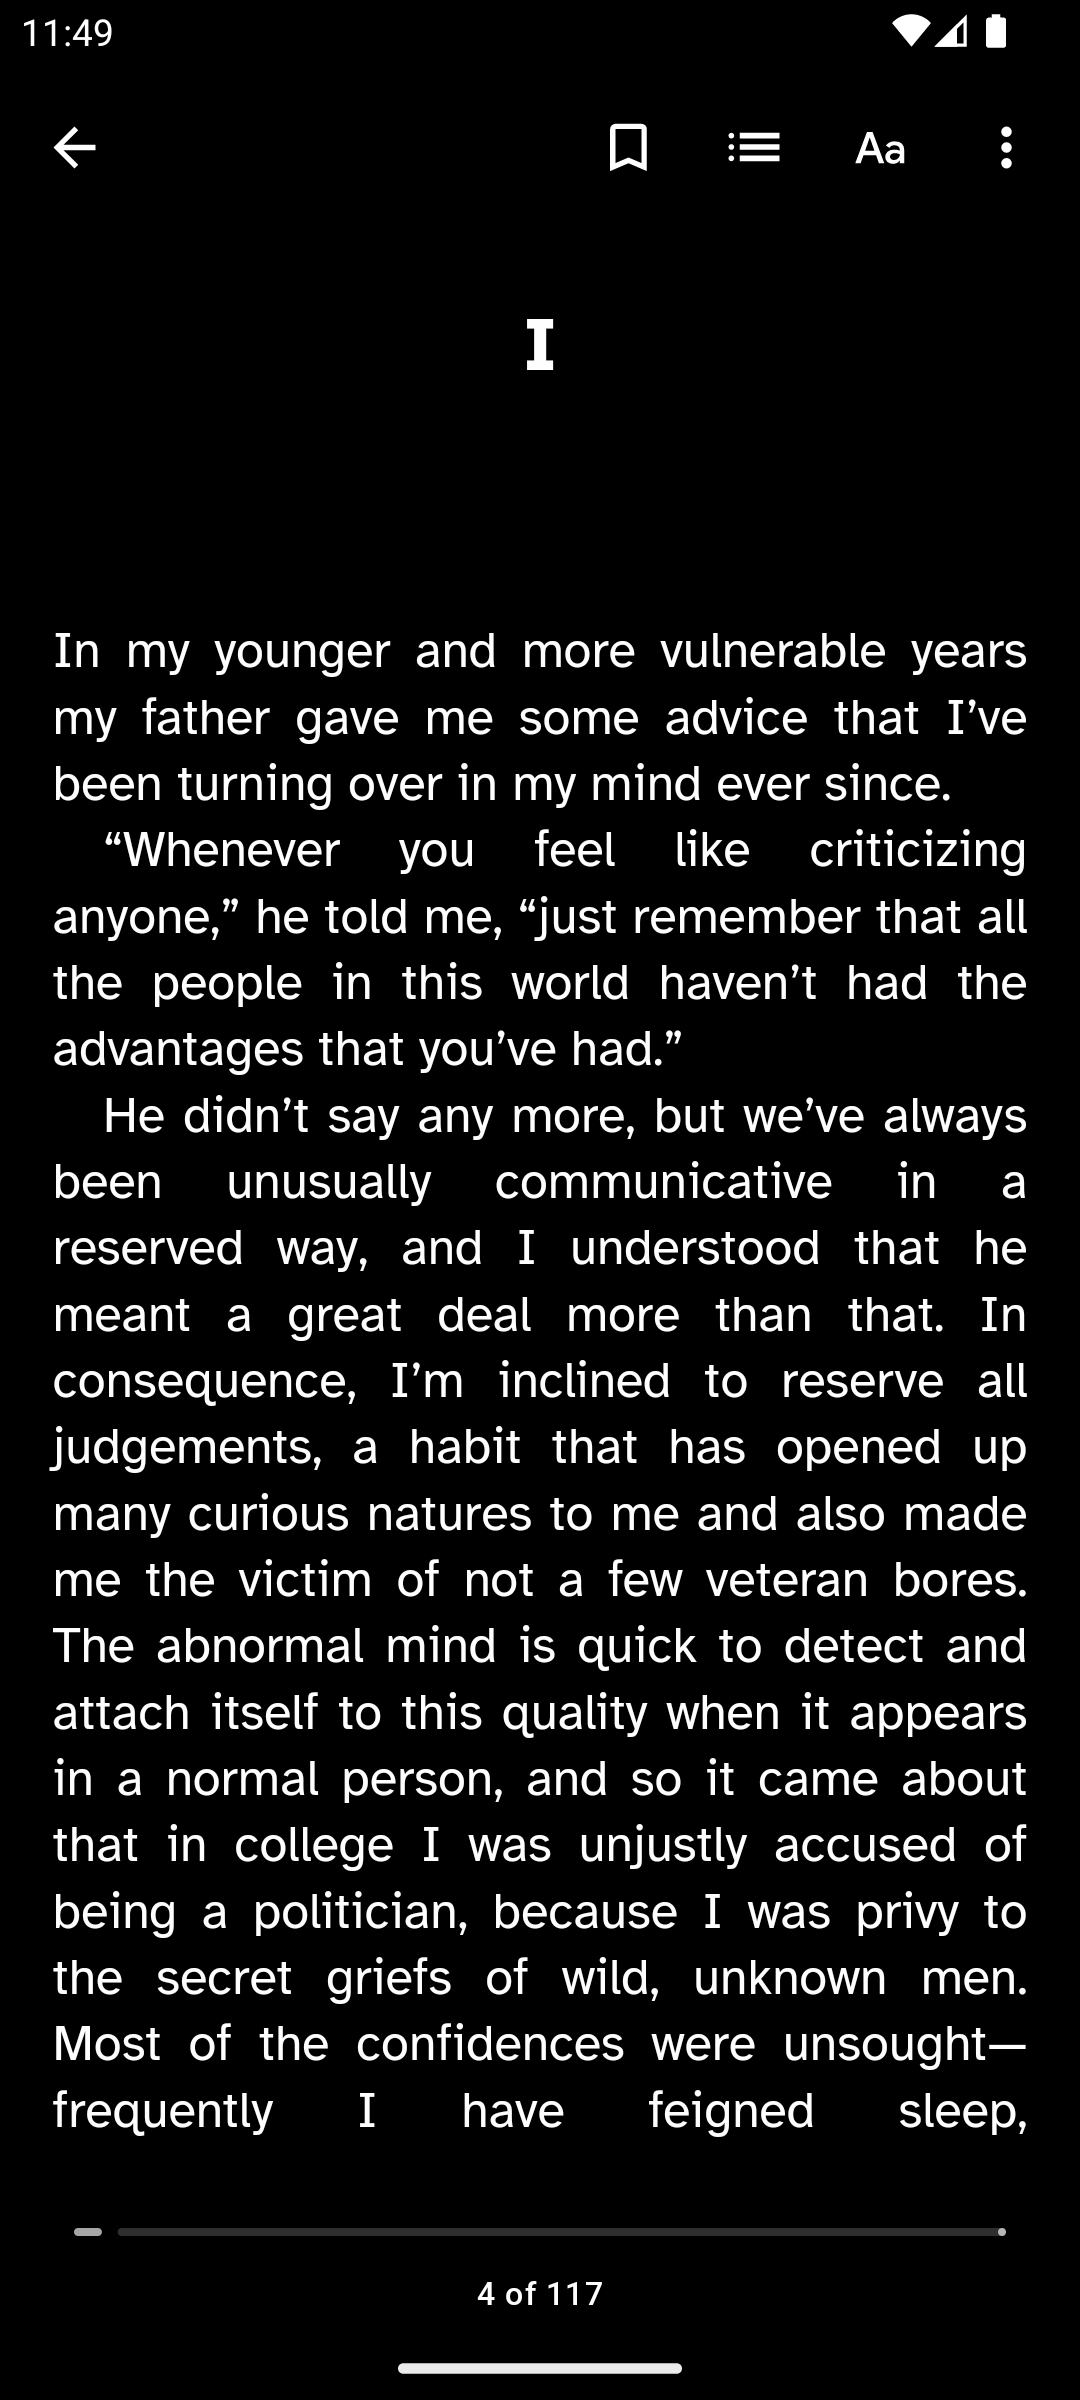 11:49
Aa
I
In my younger and more vulnerable years
my father gave me some advice that I’ve
been turning over in my mind ever since.
“Whenever you feel like criticizing
anyone,” he told me, “just remember that all
the people in this world haven’t had the
advantages that you’ve had.”
He didn’t say any more, but we’ve always
been unusually communicative in a
reserved way, and I understood that he
meant a great deal more than that. In
consequence, I’m inclined to reserve all
judgements, a habit that has opened up
many curious natures to me and also made
me the victim of not a few veteran bores.
The abnormal mind is quick to detect and
attach itself to this quality when it appears
in a normal person, and so it came about
that in college I was unjustly accused of
being a politician, because I was privy to
the secret griefs of wild, unknown men.
Most of the confidences were unsought—
frequently I have feigned sleep,
4 of 117